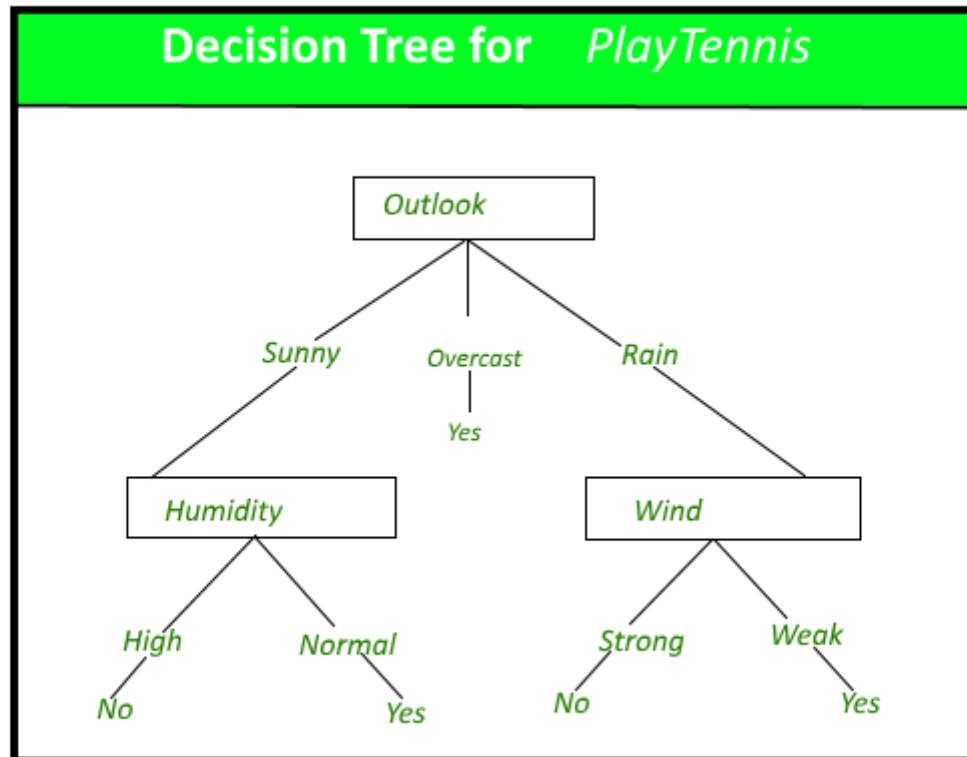 Decision Tree for PlayTennis
Outlook
Sunny Overcast Rain
Yes
Humidity Wind
High Normal Strong Weak
No Yes No Yes